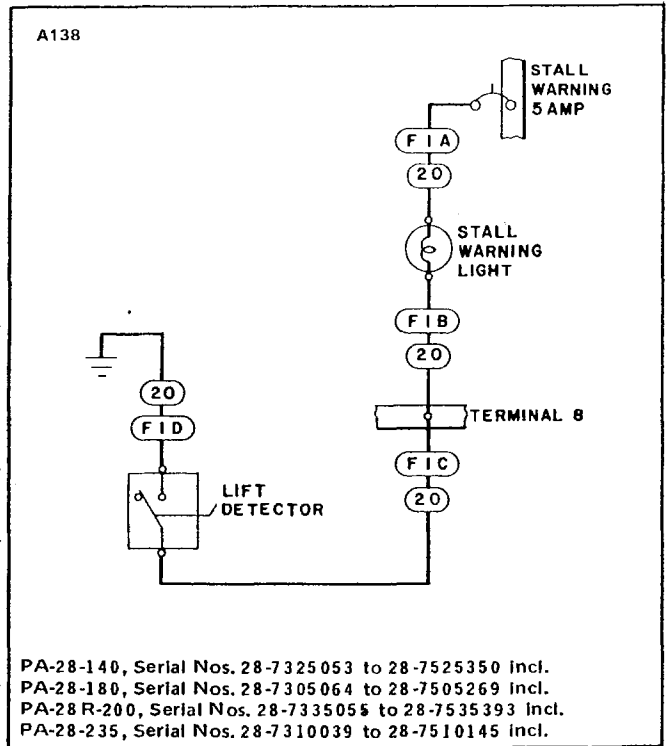 A138
STALL
WARNING
5 AMP
F1A
20
STALL
WARNING
LIGHT
F1B
20
20
F1D
TERMINAL 8
F1C
20
LIFT
DETECTOR
PA-28-140, Serial Nos. 28-7325053 to 28-7525350 incl.
PA-28-180, Serial Nos. 28-7305064 to 28-7505269 incl.
PA-28R-200, Serial Nos. 28-7335055 to 28-7535393 incl.
PA-28-235, Serial Nos. 28-7310039 to 28-7510145 incl.